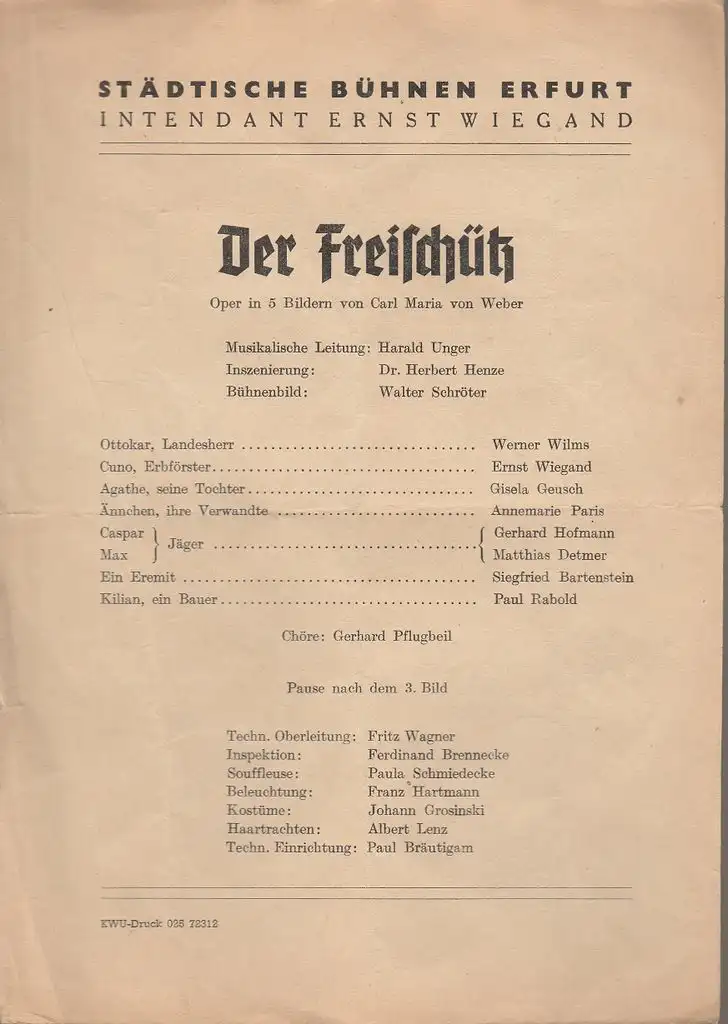 STÄDTISCHE BÜHNEN ERFURT
INTENDANT ERNST WIEGAND
Der Freiſchütz
Oper in 5 Bildern von Carl Maria von Weber
Musikalische Leitung: Harald Unger
Inszenierung: Dr. Herbert Henze
Bühnenbild: Walter Schröter
Ottokar, Landesherr ................................ Werner Wilms
Cuno, Erbförster.................................... Ernst Wiegand
Agathe, seine Tochter............................... Gisela Geusch
Ännchen, ihre Verwandte ........................... Annemarie Paris
Caspar } Jäger .................................... { Gerhard Hofmann
Max } { Matthias Detmer
Ein Eremit ........................................ Siegfried Bartenstein
Kilian, ein Bauer................................... Paul Rabold
Chöre: Gerhard Pflugbeil
Pause nach dem 3. Bild
Techn. Oberleitung: Fritz Wagner
Inspektion: Ferdinand Brennecke
Souffleuse: Paula Schmiedecke
Beleuchtung: Franz Hartmann
Kostüme: Johann Grosinski
Haartrachten: Albert Lenz
Techn. Einrichtung: Paul Bräutigam
KWU-Druck 025 72312